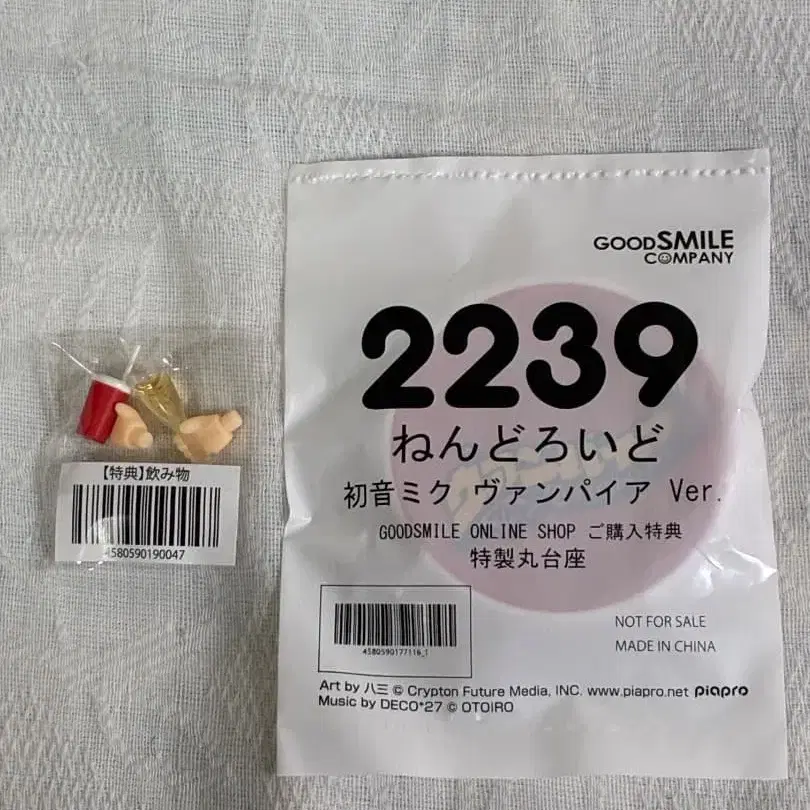 【特典】飲み物
4580590190047
GOODSMILE
COMPANY
2239
ねんどろいど
初音ミク ヴァンパイア Ver.
GOODSMILE ONLINE SHOP ご購入特典
特製丸台座
4580590177116_1
NOT FOR SALE
MADE IN CHINA
Art by 八三 © Crypton Future Media, INC. www.piapro.net piapro
Music by DECO*27 © OTOIRO